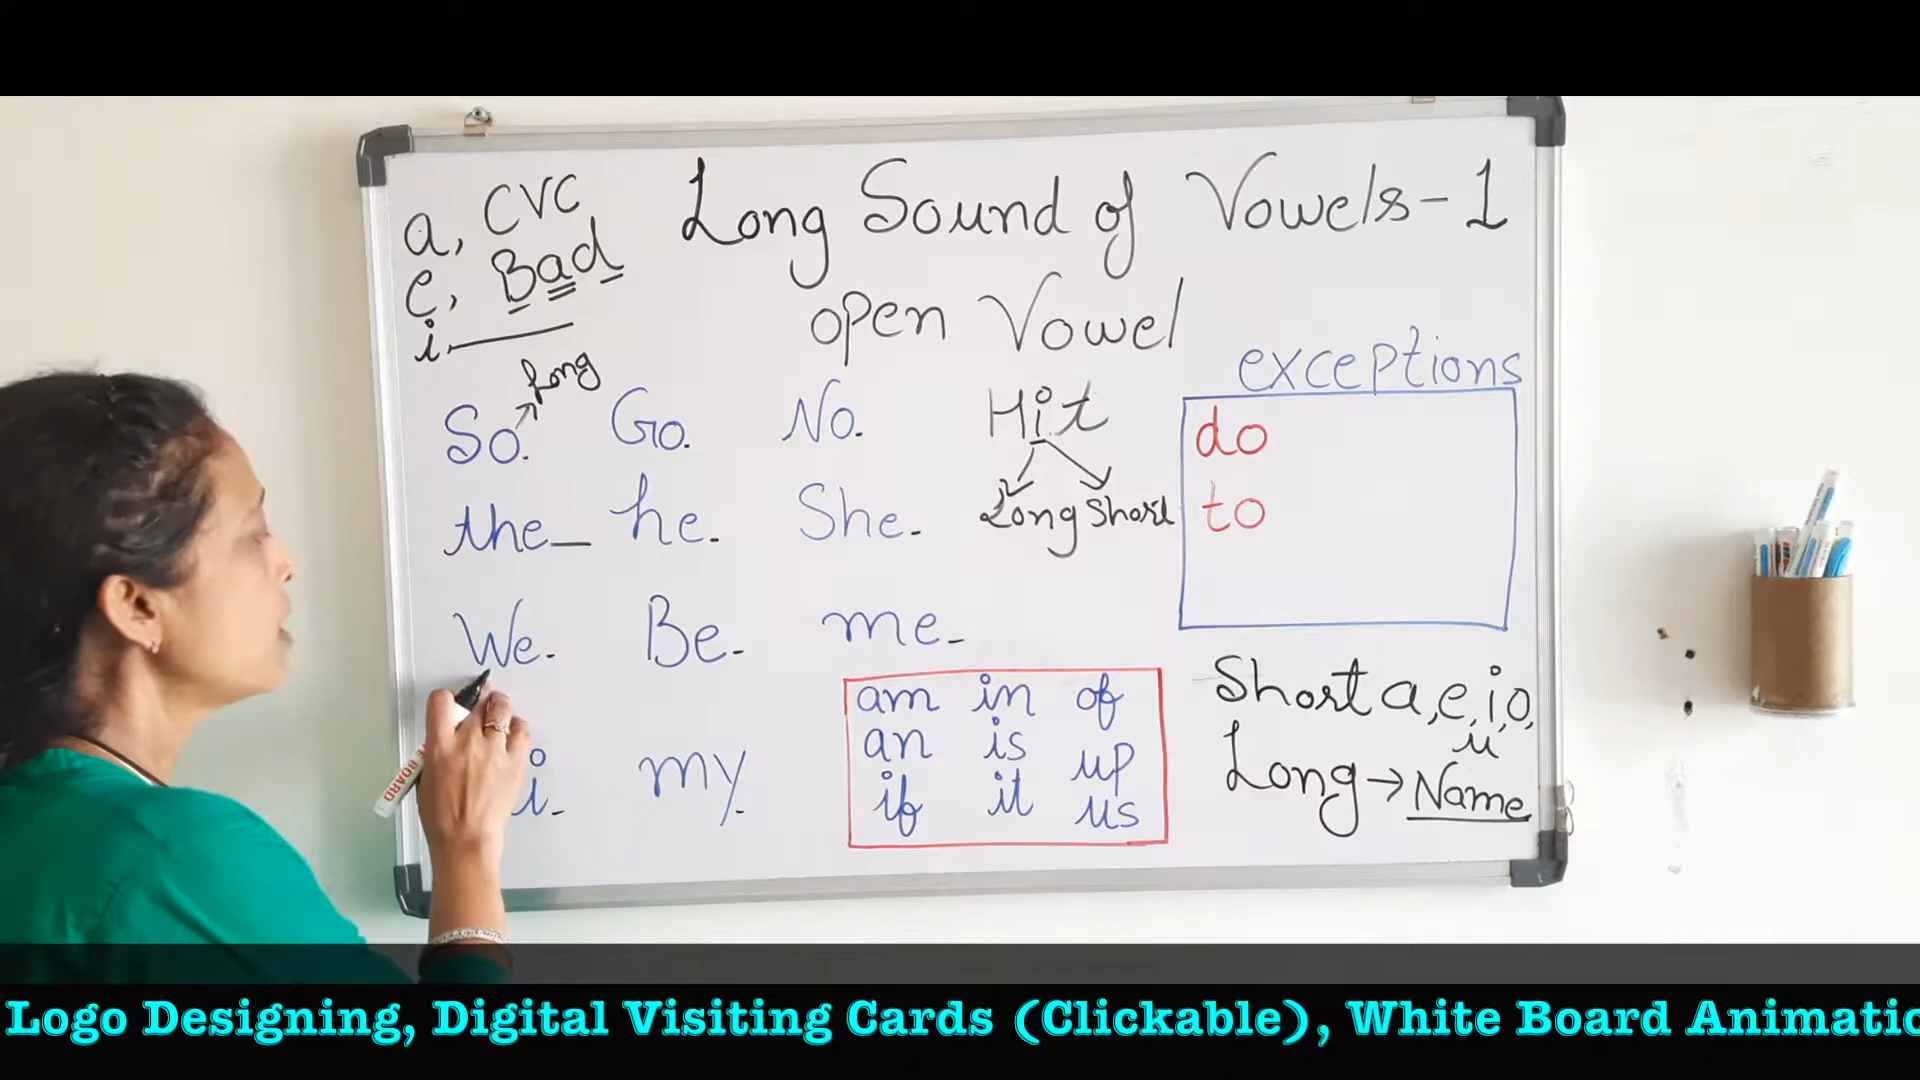 Long Sound of Vowels-1
open Vowel
a, CVC
e, Bad
i,
Long
So. Go. No. Hit
the_ he. She.
Long Short
We. Be. me.
i. my.
exceptions
do
to
am in of
an is up
if it us
Short a, e, i, o,
u
Long → Name
BOARD
Logo Designing, Digital Visiting Cards (Clickable), White Board Animatio